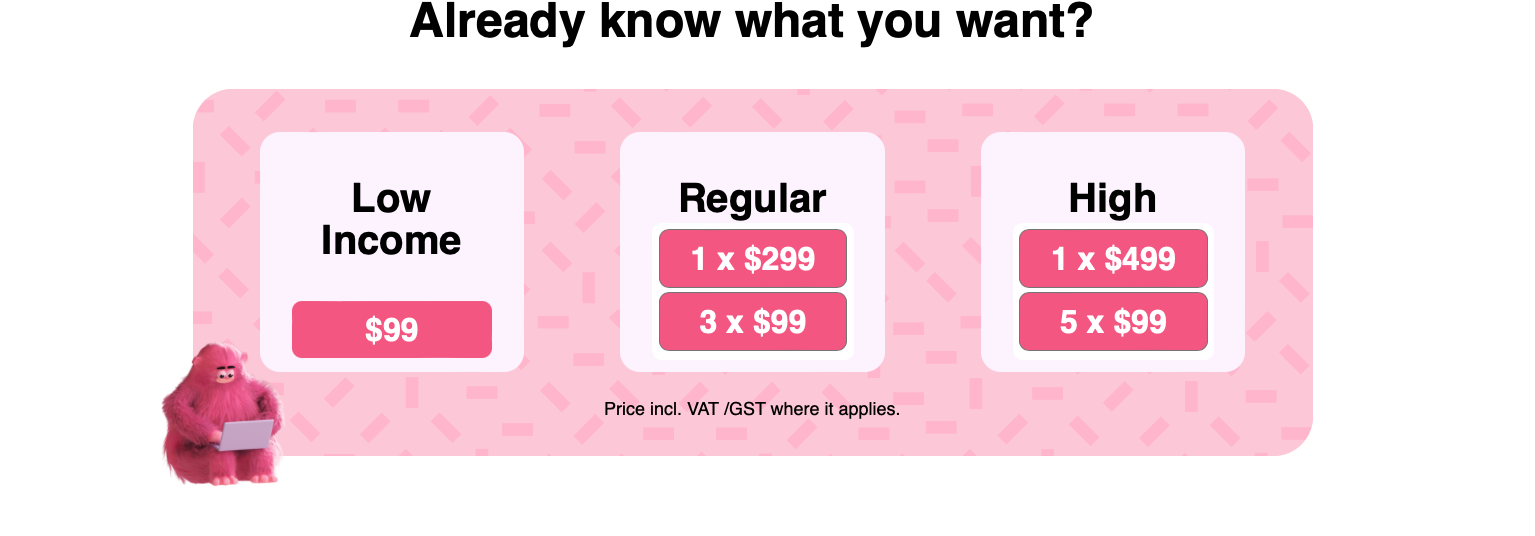 Already know what you want?
Low
Income
$99
Regular
1 x $299
3 x $99
High
1 x $499
5 x $99
Price incl. VAT /GST where it applies.